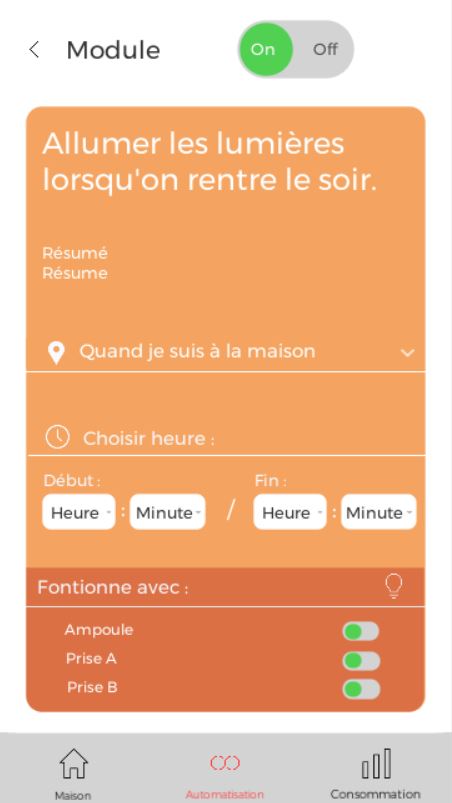 Module
On Off
Allumer les lumières
lorsqu'on rentre le soir.
Résumé
Résume
Quand je suis à la maison
Choisir heure :
Début : Fin :
Heure : Minute / Heure : Minute
Fontionne avec :
Ampoule
Prise A
Prise B
Maison Automatisation Consommation